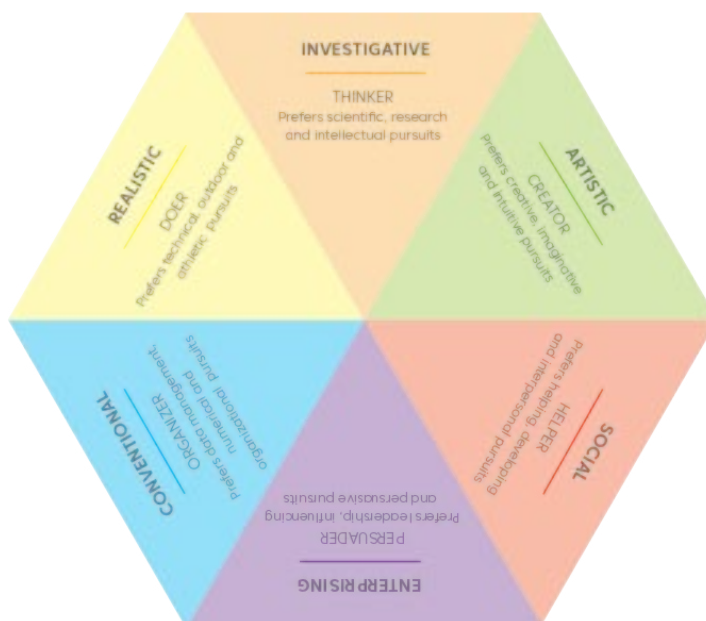 INVESTIGATIVE
THINKER
Prefers scientific, research
and intellectual pursuits
ARTISTIC
CREATOR
Prefers creative, imaginative
and intuitive pursuits
SOCIAL
HELPER
Prefers helping, developing
and interpersonal pursuits
ENTERPRISING
PERSUADER
Prefers leadership, influencing
and persuasive pursuits
CONVENTIONAL
ORGANIZER
Prefers data management,
numerical and
organizational pursuits
REALISTIC
DOER
Prefers technical, outdoor and
athletic pursuits